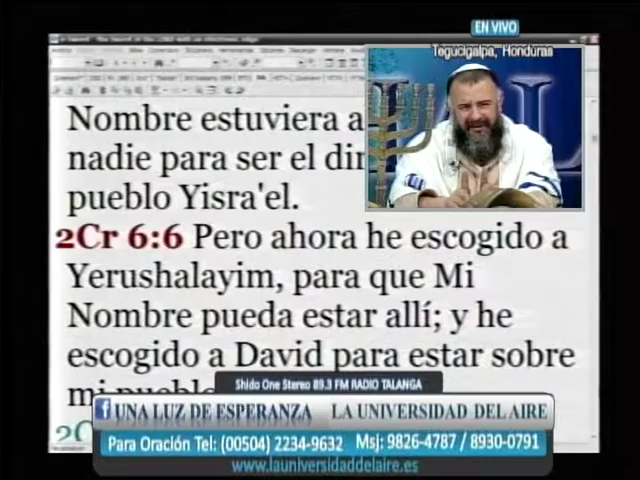 EN VIVO
Tegucigalpa, Honduras
Nombre estuviera a
nadie para ser el dir
pueblo Yisra'el.
2Cr 6:6 Pero ahora he escogido a
Yerushalayim, para que Mi
Nombre pueda estar allí; y he
escogido a David para estar sobre
mi pueblo
Shido One Stereo 89.3 FM RADIO TALANGA
f UNA LUZ DE ESPERANZA LA UNIVERSIDAD DEL AIRE
Para Oración Tel: (00504) 2234-9632 Msj: 9826-4787 / 8930-0791
www.launiversidaddelaire.es